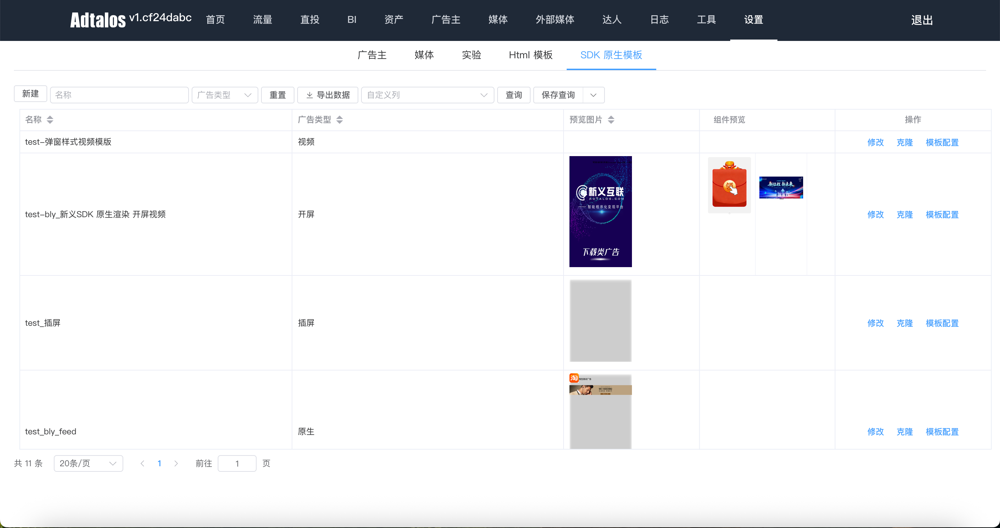 Adtalos v1.cf24dabc 首页 流量 直投 BI 资产 广告主 媒体 外部媒体 达人 日志 工具 设置 退出
广告主 媒体 实验 Html 模板 SDK 原生模板
新建 名称 广告类型 重置 导出数据 自定义列 查询 保存查询
名称 广告类型 预览图片 组件预览 操作
test-弹窗样式视频模版 视频 修改 克隆 模板配置
领
新征程 新未来
新义互联
ADTALOS.COM
智能程序化变现平台
test-bly_新义SDK 原生渲染 开屏视频 开屏 修改 克隆 模板配置
下载类广告
test_插屏 插屏 修改 克隆 模板配置
淘 淘宝测试广告
WI-1000XM2
test_bly_feed 原生 修改 克隆 模板配置
共 11 条 20条/页 1 前往 1 页